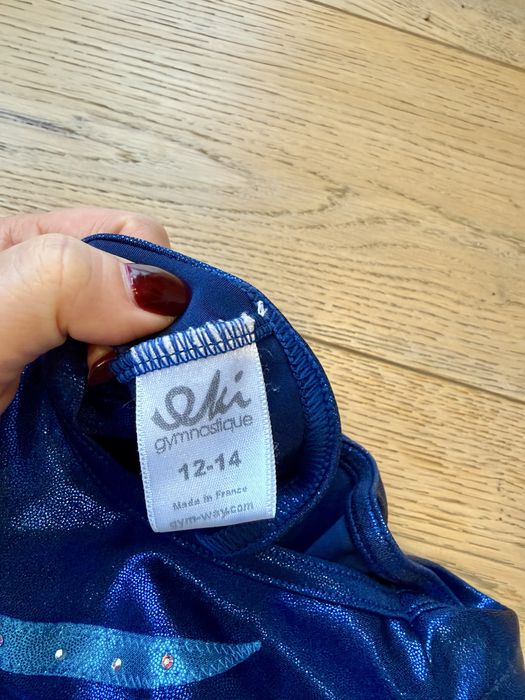 eki
gymnastique
12-14
Made in France
gym-way.com